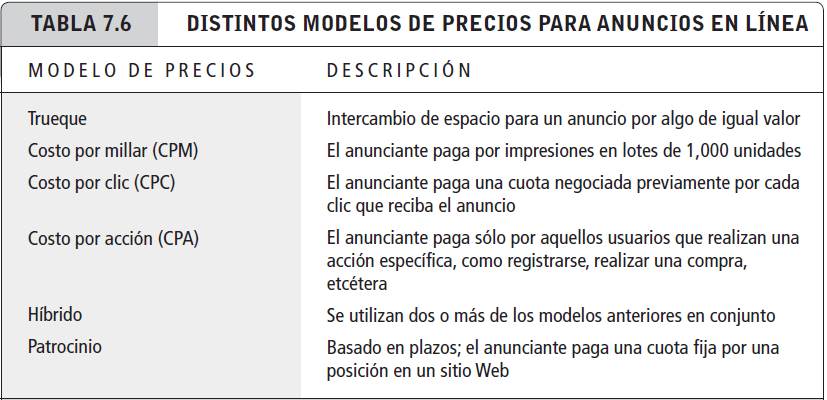 TABLA 7.6 DISTINTOS MODELOS DE PRECIOS PARA ANUNCIOS EN LÍNEA
MODELO DE PRECIOS DESCRIPCIÓN
Trueque Intercambio de espacio para un anuncio por algo de igual valor
Costo por millar (CPM) El anunciante paga por impresiones en lotes de 1,000 unidades
Costo por clic (CPC) El anunciante paga una cuota negociada previamente por cada
clic que reciba el anuncio
Costo por acción (CPA) El anunciante paga sólo por aquellos usuarios que realizan una
acción específica, como registrarse, realizar una compra,
etcétera
Híbrido Se utilizan dos o más de los modelos anteriores en conjunto
Patrocinio Basado en plazos; el anunciante paga una cuota fija por una
posición en un sitio Web